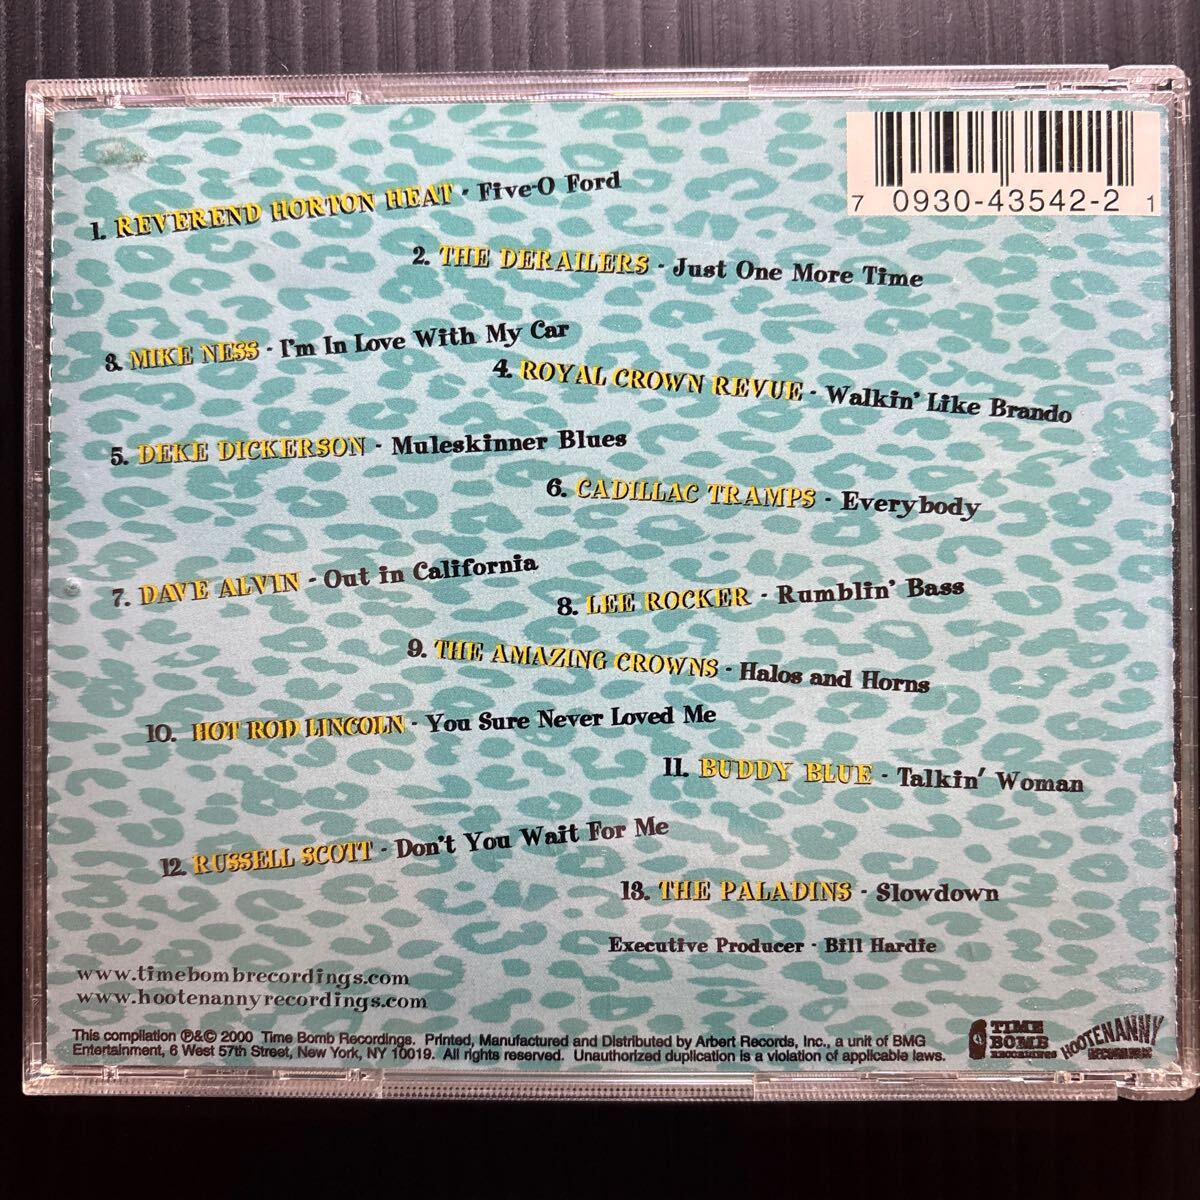 7 0930-43542-2 1
1. REVEREND HORTON HEAT - Five-O Ford
2. THE DERAILERS - Just One More Time
3. MIKE NESS - I'm In Love With My Car
4. ROYAL CROWN REVUE - Walkin' Like Brando
5. DEKE DICKERSON - Muleskinner Blues
6. CADILLAC TRAMPS - Everybody
7. DAVE ALVIN - Out in California
8. LEE ROCKER - Rumblin' Bass
9. THE AMAZING CROWNS - Halos and Horns
10. HOT ROD LINCOLN - You Sure Never Loved Me
11. BUDDY BLUE - Talkin' Woman
12. RUSSELL SCOTT - Don't You Wait For Me
13. THE PALADINS - Slowdown
Executive Producer - Bill Hardie
www.timebombrecordings.com
www.hootenannyrecordings.com
This compilation ℗&© 2000 Time Bomb Recordings. Printed, Manufactured and Distributed by Arbert Records, Inc., a unit of BMG
Entertainment, 6 West 57th Street, New York, NY 10019. All rights reserved. Unauthorized duplication is a violation of applicable laws.
TIME
BOMB
RECORDINGS
HOOTENANNY
RECORDINGS